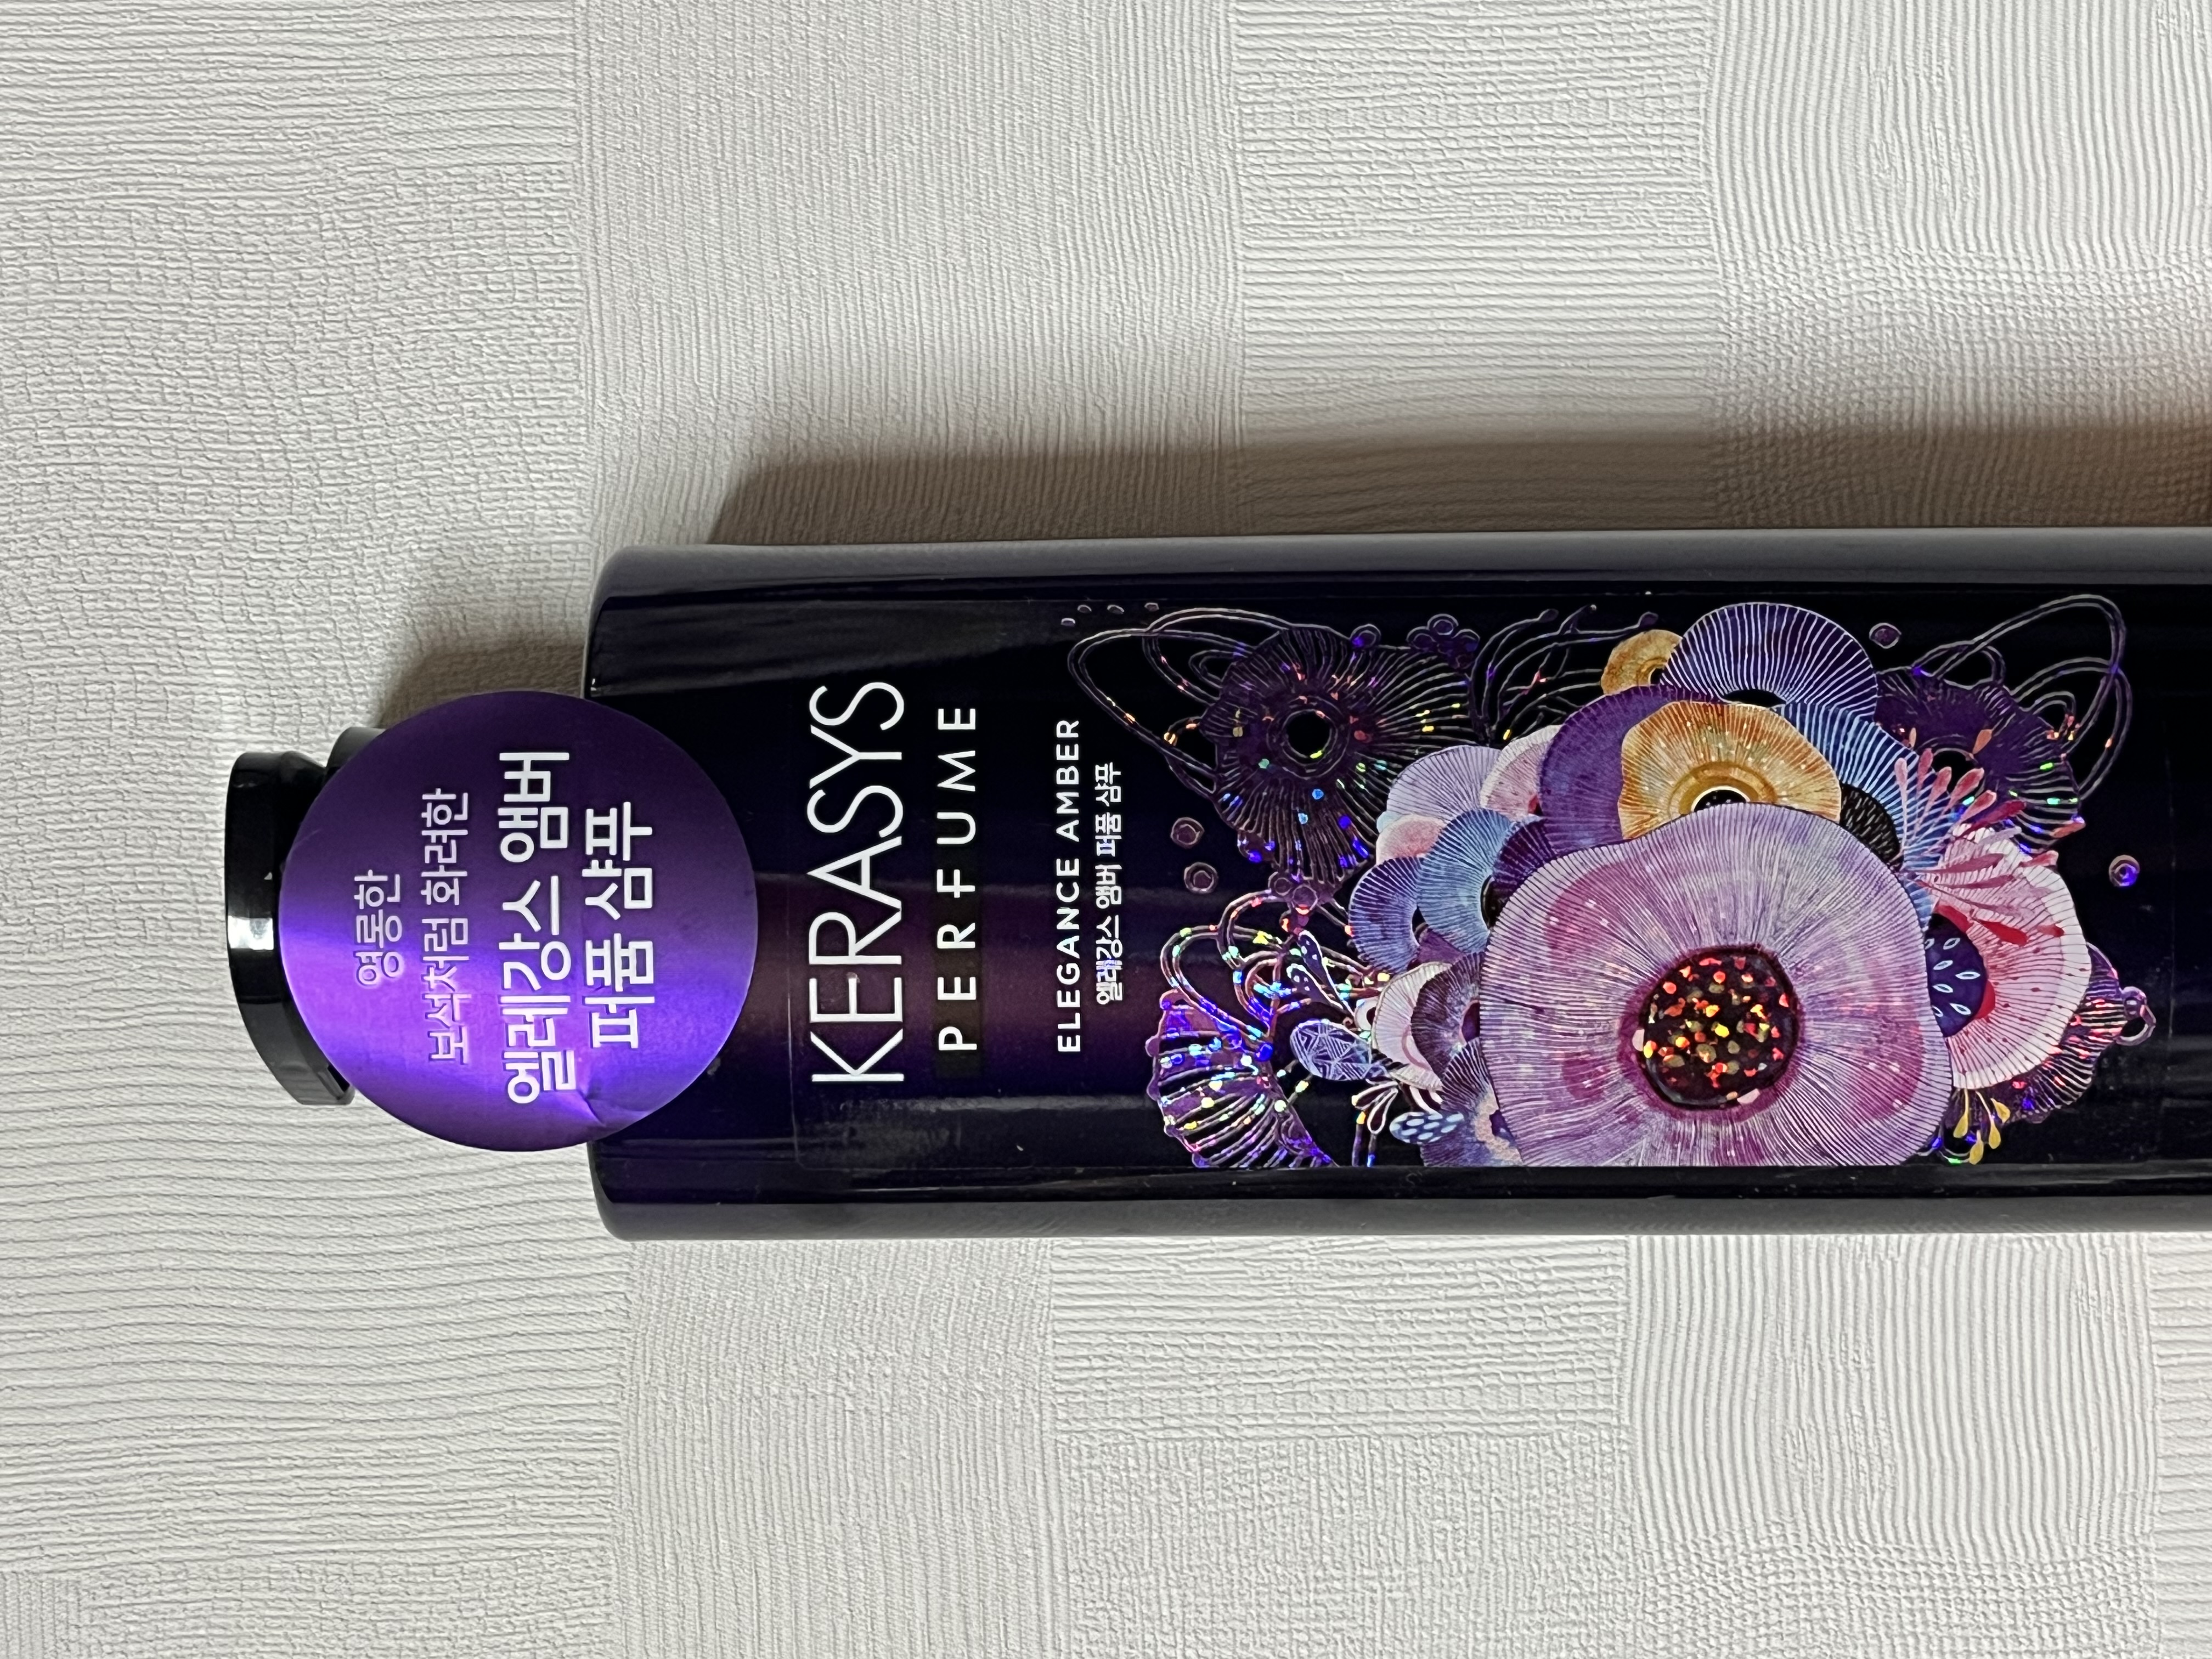 영롱한
보석처럼 화려한
엘레강스 앰버
퍼퓸 샴푸
KERASYS
PERFUME
ELEGANCE AMBER
엘레강스 앰버 퍼퓸 샴푸